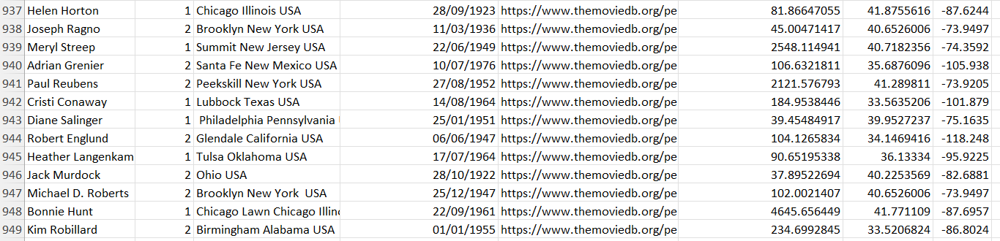 937 Helen Horton 1 Chicago Illinois USA 28/09/1923 https://www.themoviedb.org/pe 81.86647055 41.8755616 -87.6244
938 Joseph Ragno 2 Brooklyn New York USA 11/03/1936 https://www.themoviedb.org/pe 45.00471417 40.6526006 -73.9497
939 Meryl Streep 1 Summit New Jersey USA 22/06/1949 https://www.themoviedb.org/pe 2548.114941 40.7182356 -74.3592
940 Adrian Grenier 2 Santa Fe New Mexico USA 10/07/1976 https://www.themoviedb.org/pe 106.6321811 35.6876096 -105.938
941 Paul Reubens 2 Peekskill New York USA 27/08/1952 https://www.themoviedb.org/pe 2121.576793 41.289811 -73.9205
942 Cristi Conaway 1 Lubbock Texas USA 14/08/1964 https://www.themoviedb.org/pe 184.9538446 33.5635206 -101.879
943 Diane Salinger 1 Philadelphia Pennsylvania 25/01/1951 https://www.themoviedb.org/pe 39.45484917 39.9527237 -75.1635
944 Robert Englund 2 Glendale California USA 06/06/1947 https://www.themoviedb.org/pe 104.1265834 34.1469416 -118.248
945 Heather Langenkam 1 Tulsa Oklahoma USA 17/07/1964 https://www.themoviedb.org/pe 90.65195338 36.13334 -95.9225
946 Jack Murdock 2 Ohio USA 28/10/1922 https://www.themoviedb.org/pe 37.89522694 40.2253569 -82.6881
947 Michael D. Roberts 2 Brooklyn New York USA 25/12/1947 https://www.themoviedb.org/pe 102.0021407 40.6526006 -73.9497
948 Bonnie Hunt 1 Chicago Lawn Chicago Illin 22/09/1961 https://www.themoviedb.org/pe 4645.656449 41.771109 -87.6957
949 Kim Robillard 2 Birmingham Alabama USA 01/01/1955 https://www.themoviedb.org/pe 234.6992845 33.5206824 -86.8024